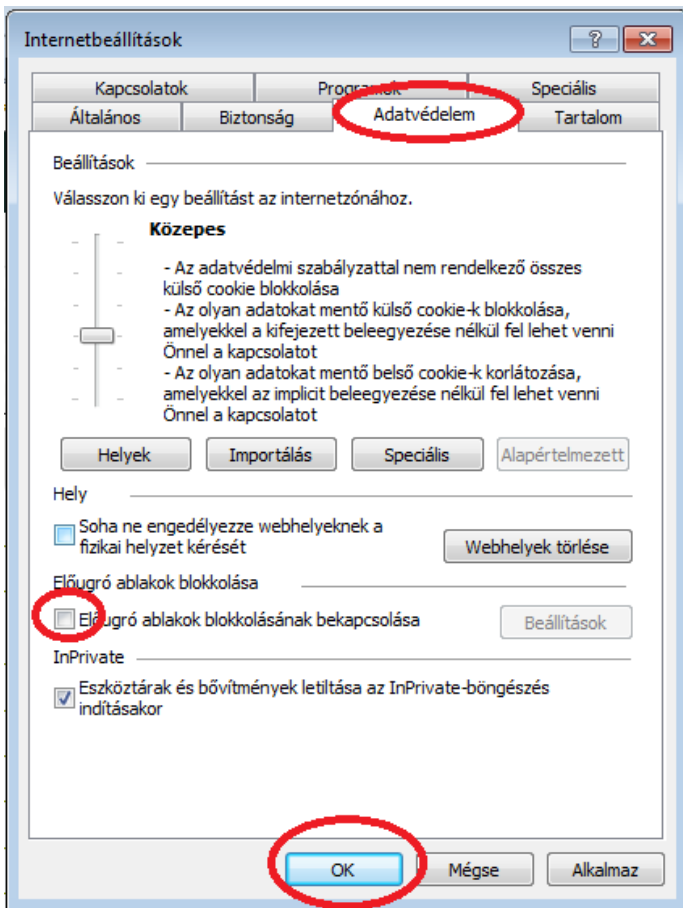 Internetbeállítások
Kapcsolatok Programok Speciális
Általános Biztonság Adatvédelem Tartalom
Beállítások
Válasszon ki egy beállítást az internetzónához.
Közepes
- Az adatvédelmi szabályzattal nem rendelkező összes
külső cookie blokkolása
- Az olyan adatokat mentő külső cookie-k blokkolása,
amelyekkel a kifejezett beleegyezése nélkül fel lehet venni
Önnel a kapcsolatot
- Az olyan adatokat mentő belső cookie-k korlátozása,
amelyekkel az implicit beleegyezése nélkül fel lehet venni
Önnel a kapcsolatot
Helyek Importálás Speciális Alapértelmezett
Hely
Soha ne engedélyezze webhelyeknek a
fizikai helyzet kérését
Webhelyek törlése
Előugró ablakok blokkolása
Előugró ablakok blokkolásának bekapcsolása Beállítások
InPrivate
Eszköztárak és bővítmények letiltása az InPrivate-böngészés
indításakor
OK Mégse Alkalmaz